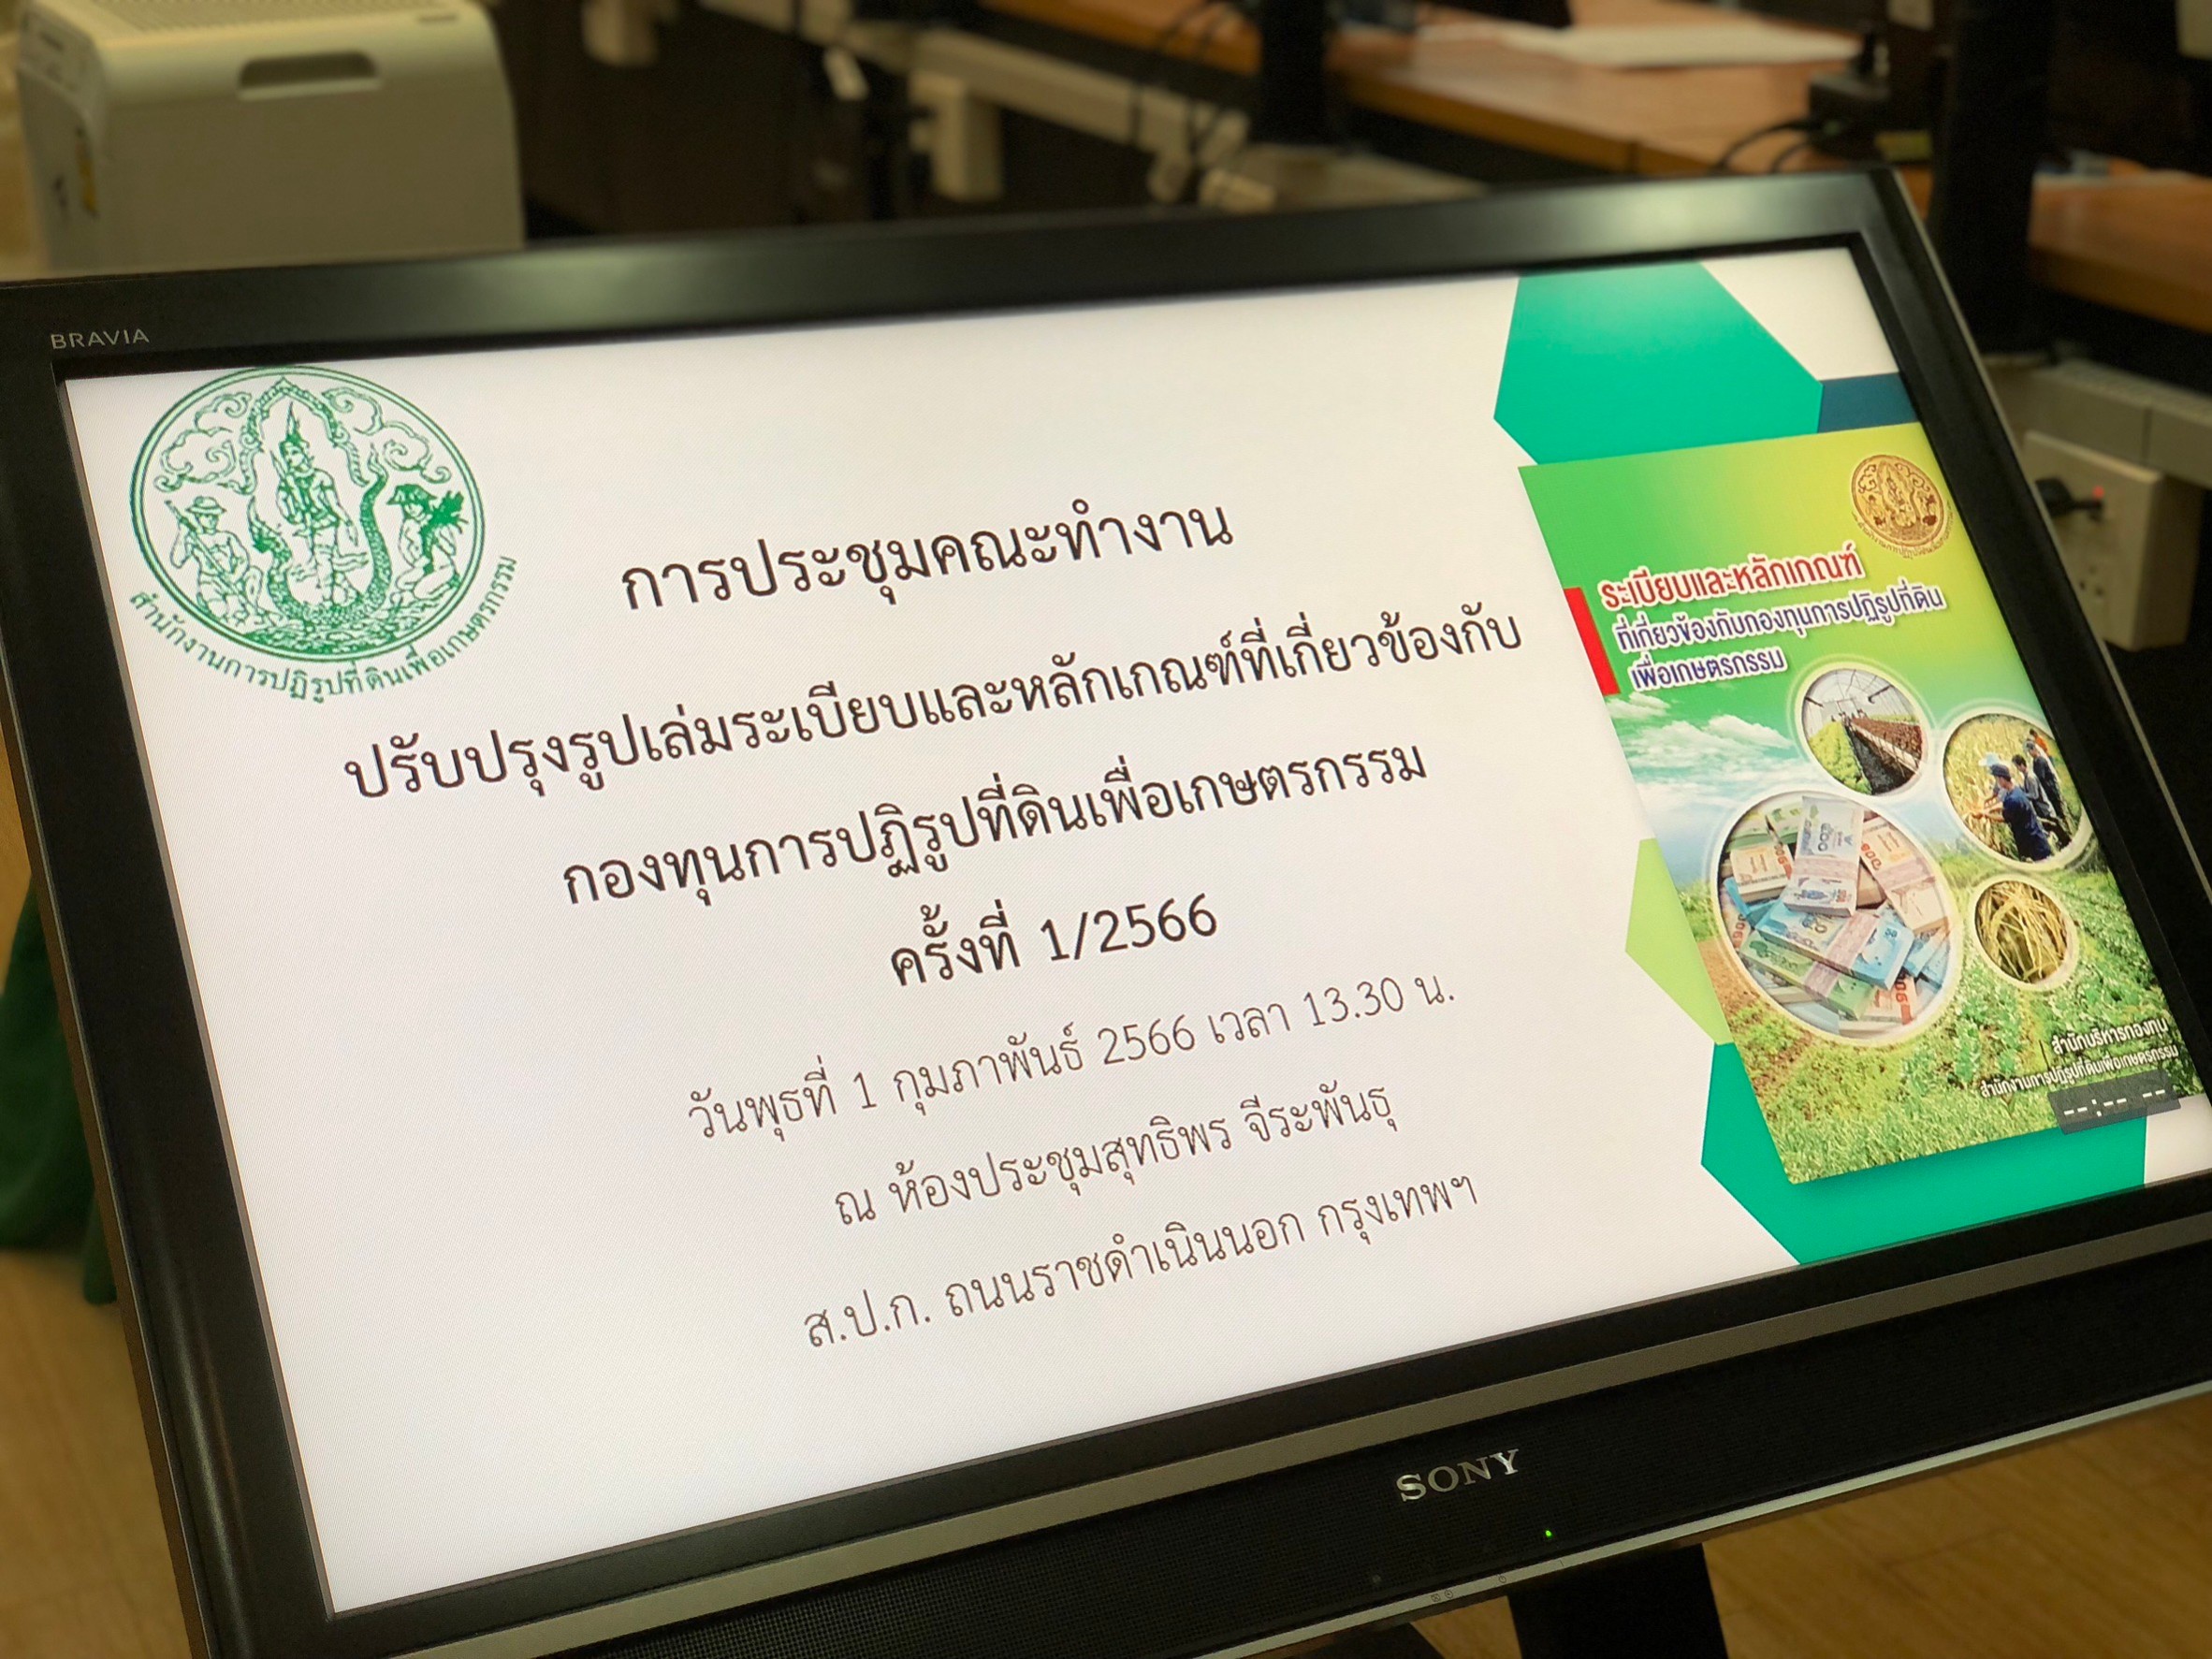 BRAVIA
สำนักงานการปฏิรูปที่ดินเพื่อเกษตรกรรม
การประชุมคณะทำงาน
ปรับปรุงรูปเล่มระเบียบและหลักเกณฑ์ที่เกี่ยวข้องกับ
กองทุนการปฏิรูปที่ดินเพื่อเกษตรกรรม
ครั้งที่ 1/2566
วันพุธที่ 1 กุมภาพันธ์ 2566 เวลา 13.30 น.
ณ ห้องประชุมสุทธิพร จีระพันธุ
ส.ป.ก. ถนนราชดำเนินนอก กรุงเทพฯ
ระเบียบและหลักเกณฑ์
ที่เกี่ยวข้องกับกองทุนการปฏิรูปที่ดิน
เพื่อเกษตรกรรม
สำนักบริหารกองทุน
สำนักงานการปฏิรูปที่ดินเพื่อเกษตรกรรม
--:-- --
SONY